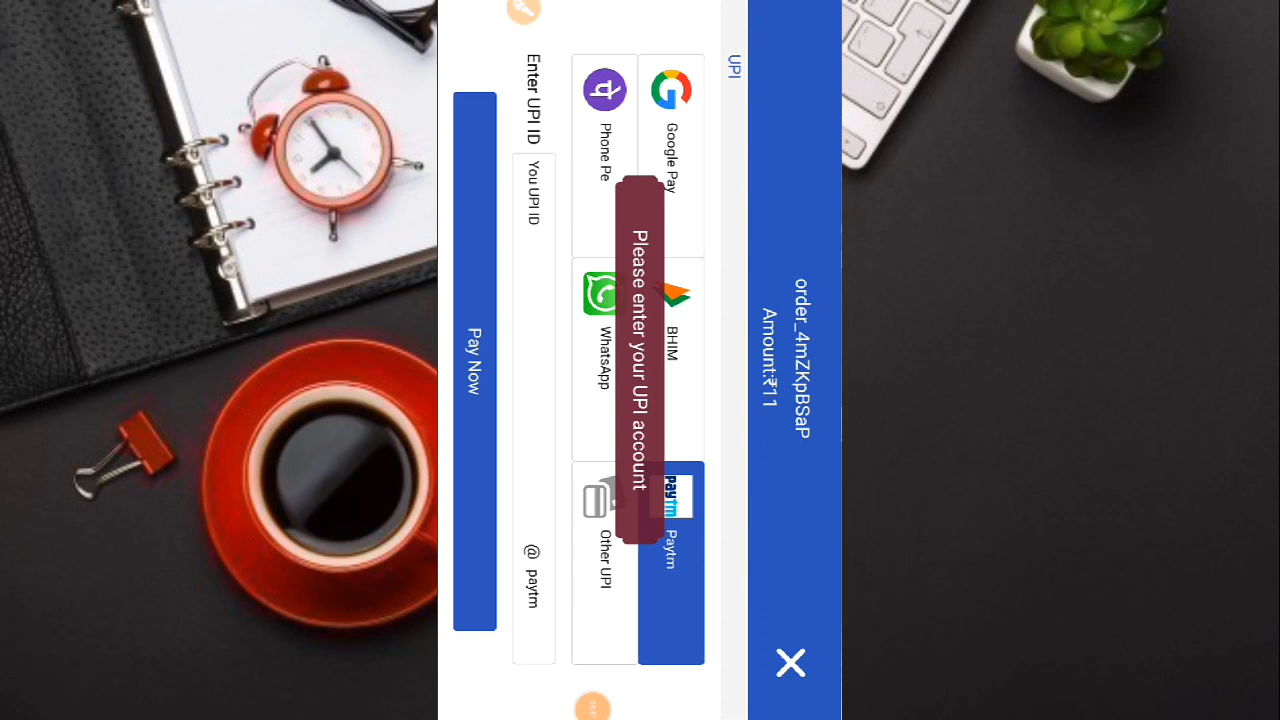 order_4mZKpBSaP
Amount:₹11
UPI
Google Pay
BHIM
paytm
Paytm
Please enter your UPI account
Phone Pe
WhatsApp
Other UPI
Enter UPI ID
You UPI ID
@ paytm
Pay Now